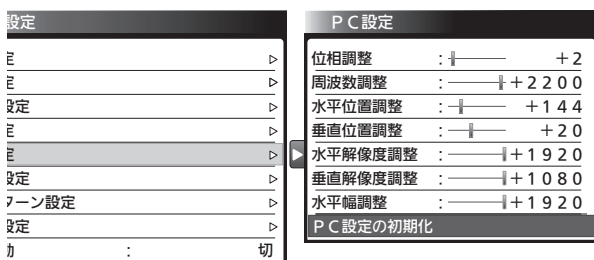 設定
定
定
設定
定
定
設定
ターン設定
設定
動 : 切
PC設定
位相調整 : +2
周波数調整 : +2200
水平位置調整 : +144
垂直位置調整 : +20
水平解像度調整 : +1920
垂直解像度調整 : +1080
水平幅調整 : +1920
PC設定の初期化